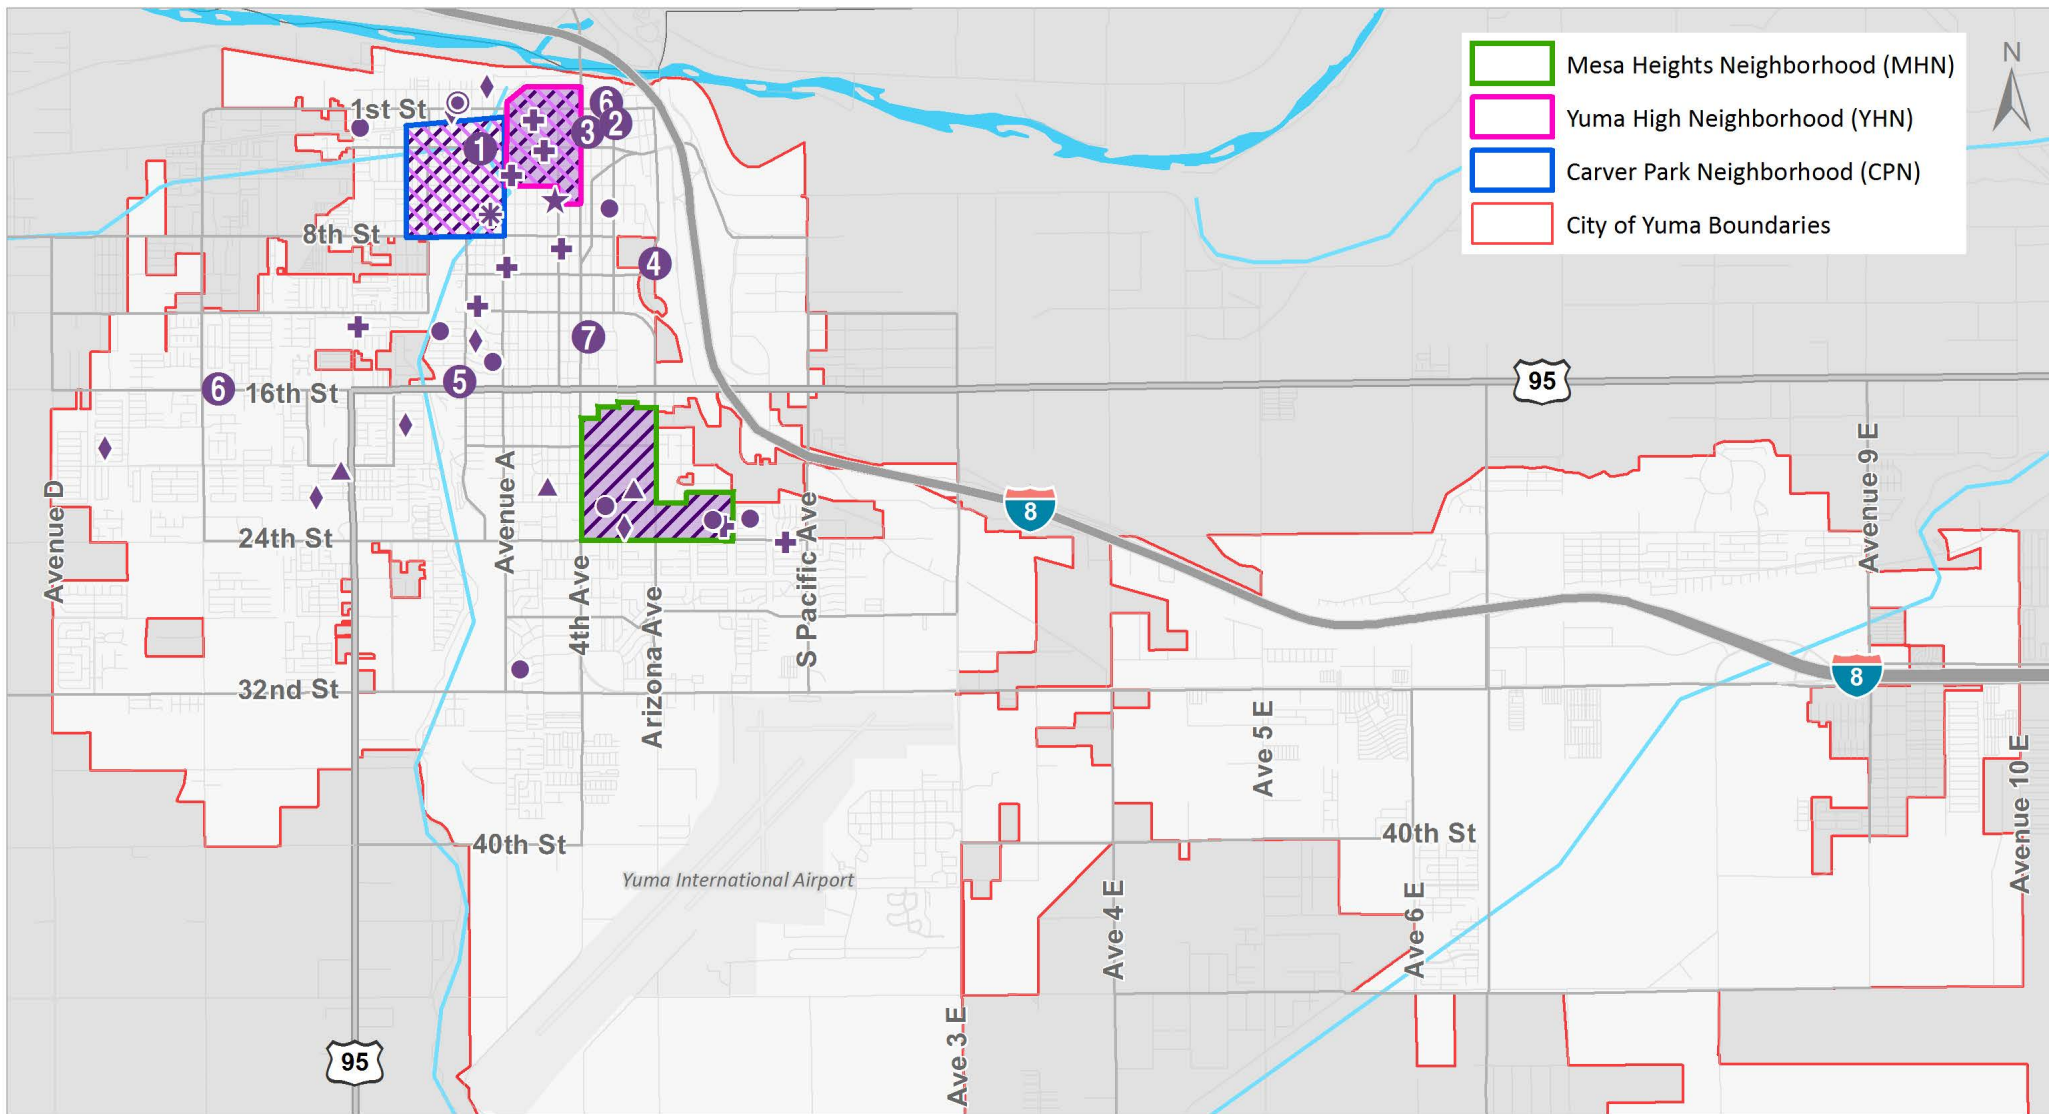 Mesa Heights Neighborhood (MHN)
Yuma High Neighborhood (YHN)
Carver Park Neighborhood (CPN)
City of Yuma Boundaries
N
1st St
6
3
2
1
8th St
4
7
5
6
16th St
95
Avenue D
Avenue A
24th St
4th Ave
Arizona Ave
S Pacific Ave
8
Avenue 9 E
8
32nd St
Ave 5 E
Avenue 10 E
40th St
40th St
Yuma International Airport
Ave 4 E
Ave 6 E
Ave 3 E
95